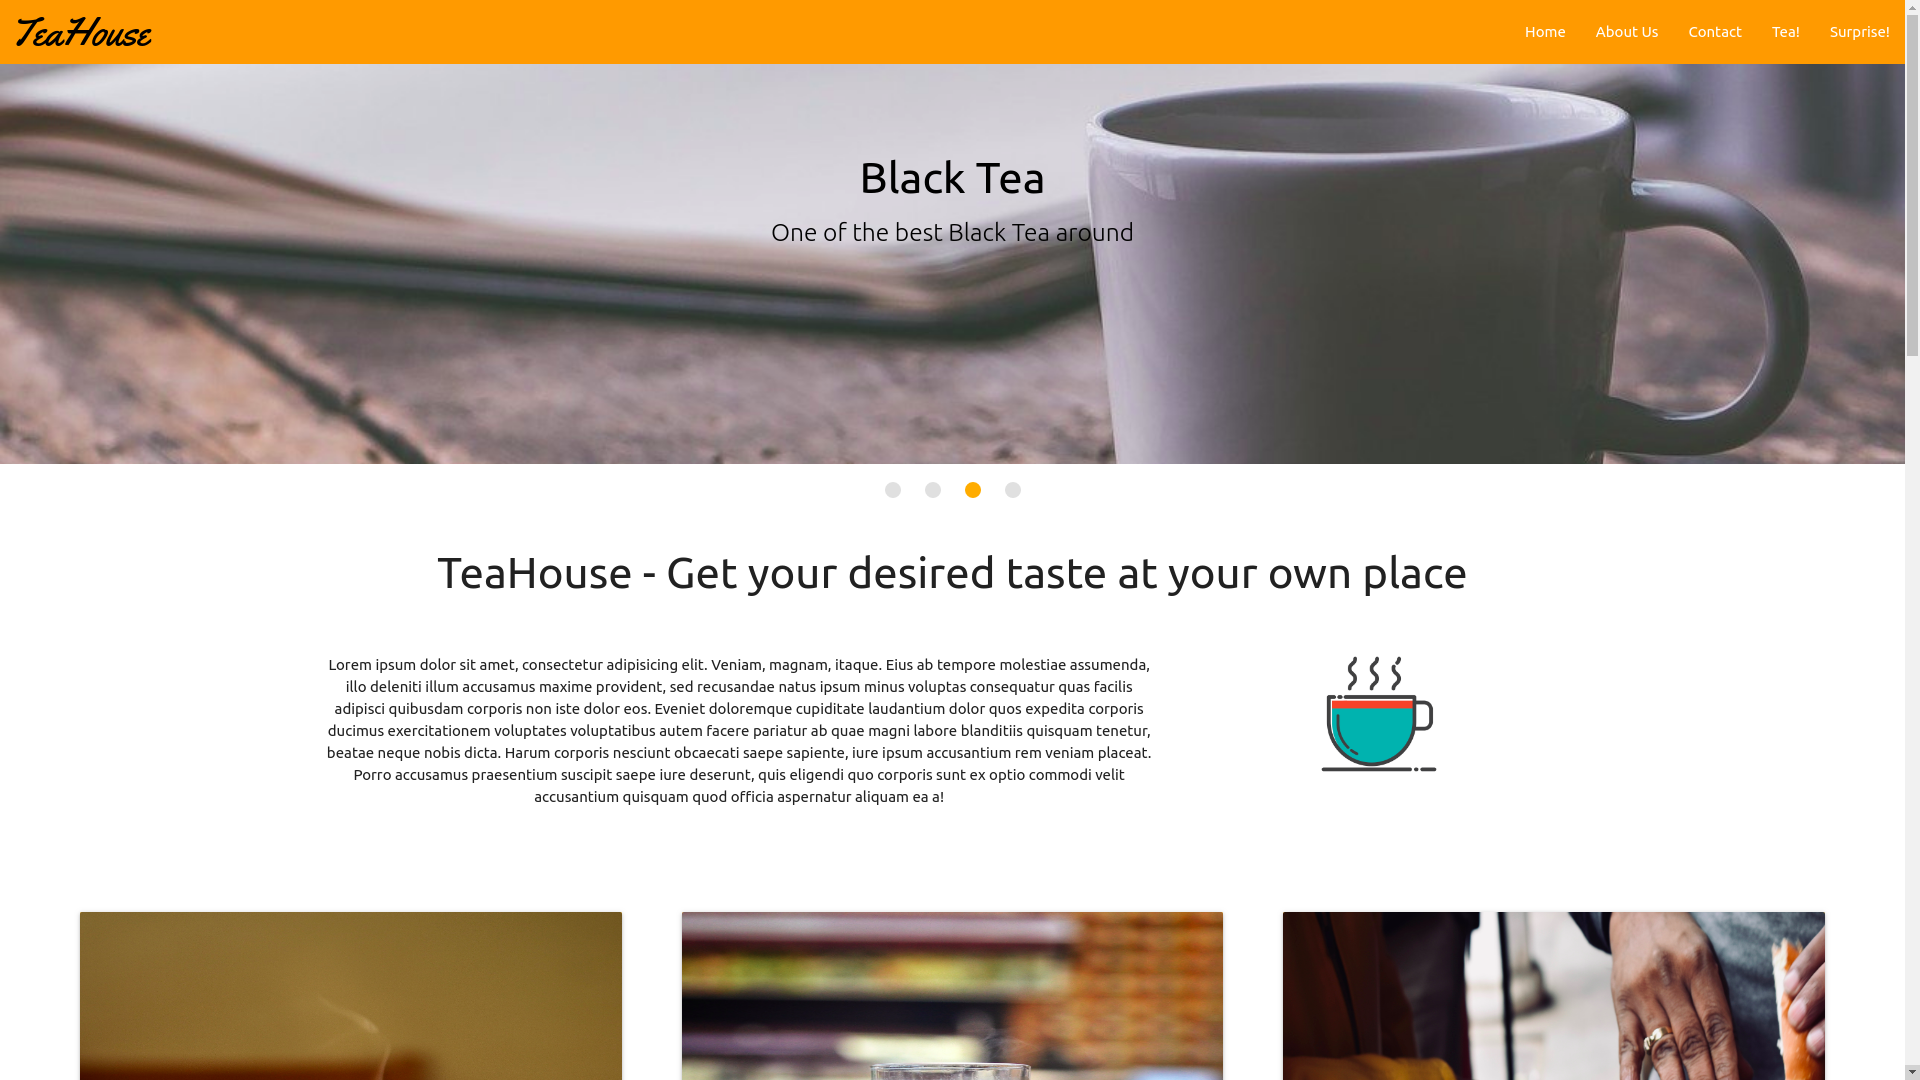 TeaHouse
Home About Us Contact Tea! Surprise!
Black Tea
One of the best Black Tea around
TeaHouse - Get your desired taste at your own place
Lorem ipsum dolor sit amet, consectetur adipisicing elit. Veniam, magnam, itaque. Eius ab tempore molestiae assumenda,
illo deleniti illum accusamus maxime provident, sed recusandae natus ipsum minus voluptas consequatur quas facilis
adipisci quibusdam corporis non iste dolor eos. Eveniet doloremque cupiditate laudantium dolor quos expedita corporis
ducimus exercitationem voluptates voluptatibus autem facere pariatur ab quae magni labore blanditiis quisquam tenetur,
beatae neque nobis dicta. Harum corporis nesciunt obcaecati saepe sapiente, iure ipsum accusantium rem veniam placeat.
Porro accusamus praesentium suscipit saepe iure deserunt, quis eligendi quo corporis sunt ex optio commodi velit
accusantium quisquam quod officia aspernatur aliquam ea a!